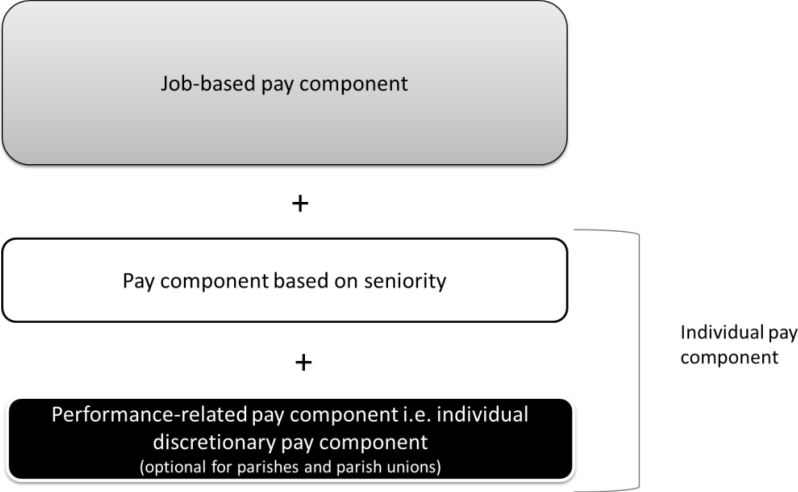 Job-based pay component
+
Pay component based on seniority
+
Individual pay
component
Performance-related pay component i.e. individual
discretionary pay component
(optional for parishes and parish unions)